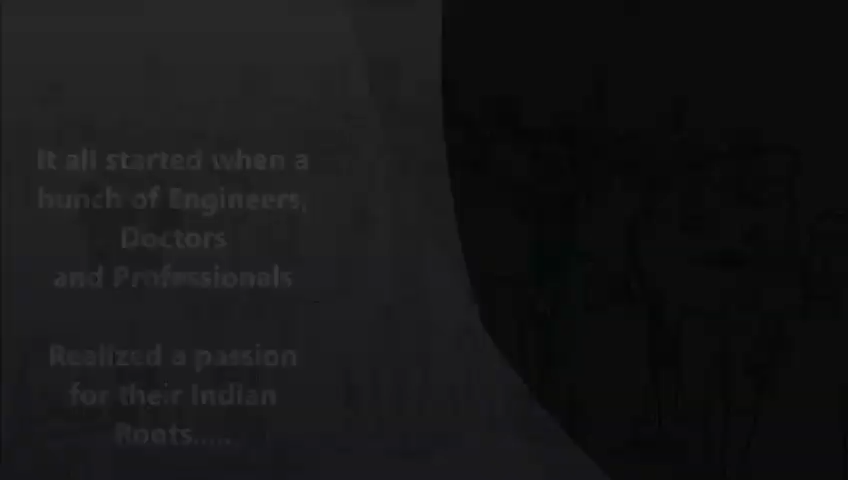 It all started when a
bunch of Engineers,
Doctors
and Professionals
Realized a passion
for their Indian
Roots.....